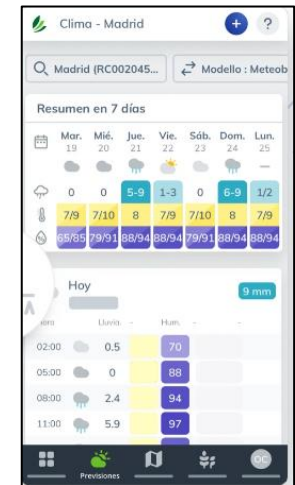 Clima - Madrid + ?
Madrid (RC002045... Modello : Meteob
Resumen en 7 días
Mar. Mié. Jue. Vie. Sáb. Dom. Lun.
19 20 21 22 23 24 25
0 0 5-9 1-3 0 6-9 1/2
7/9 7/10 8 7/9 7/10 8 7/9
65/85 79/91 88/94 88/94 79/91 88/94 88/94
Hoy
9 mm
Lluvia. - Hum. - -
02:00 0.5 70
05:00 0 88
08:00 2.4 94
11:00 5.9 97
Previsiones
OC